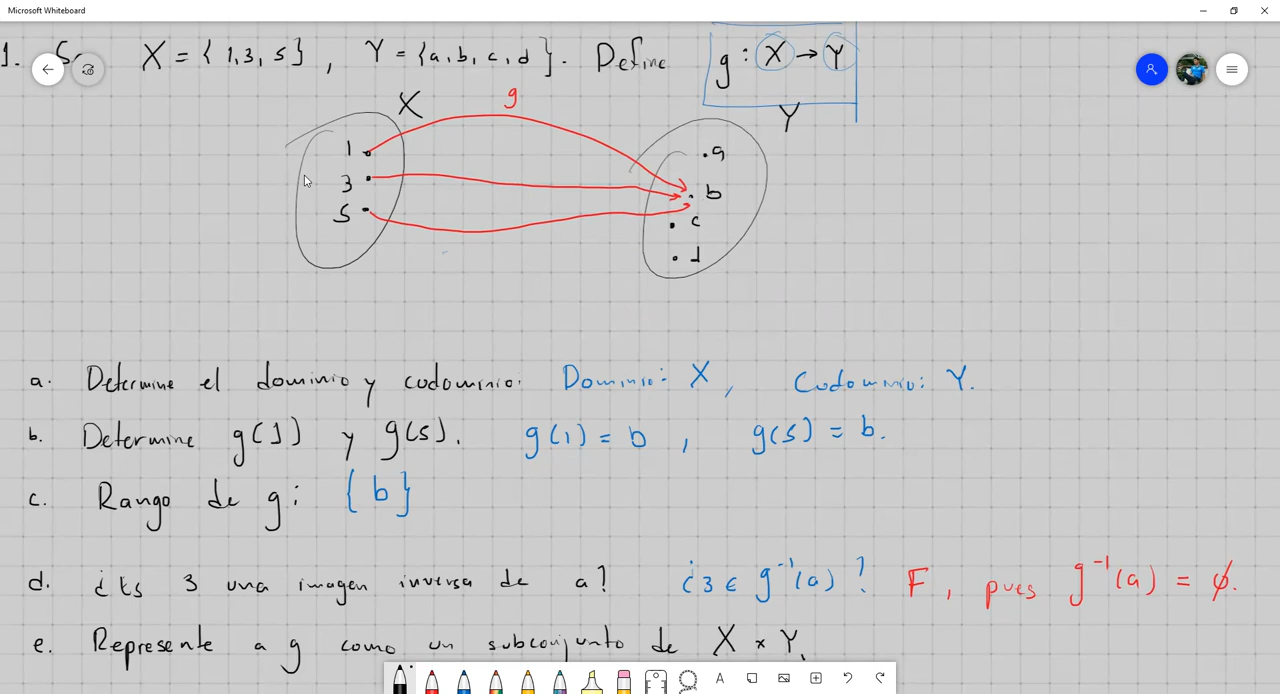 Microsoft Whiteboard
1. X = { 1, 3, 5 } , Y = {a, b, c, d }. Define g : X → Y
X g Y
1 a
3 b
5 c
d
a. Determine el dominio y codominio. Dominio: X , Codominio: Y.
b. Determine g(1) y g(5). g(1) = b , g(5) = b.
c. Rango de g: {b}
d. ¿Es 3 una imagen inversa de a? ¿3 ∈ g⁻¹(a) ? F, pues g⁻¹(a) = ∅.
e. Represente a g como un subconjunto de X × Y.